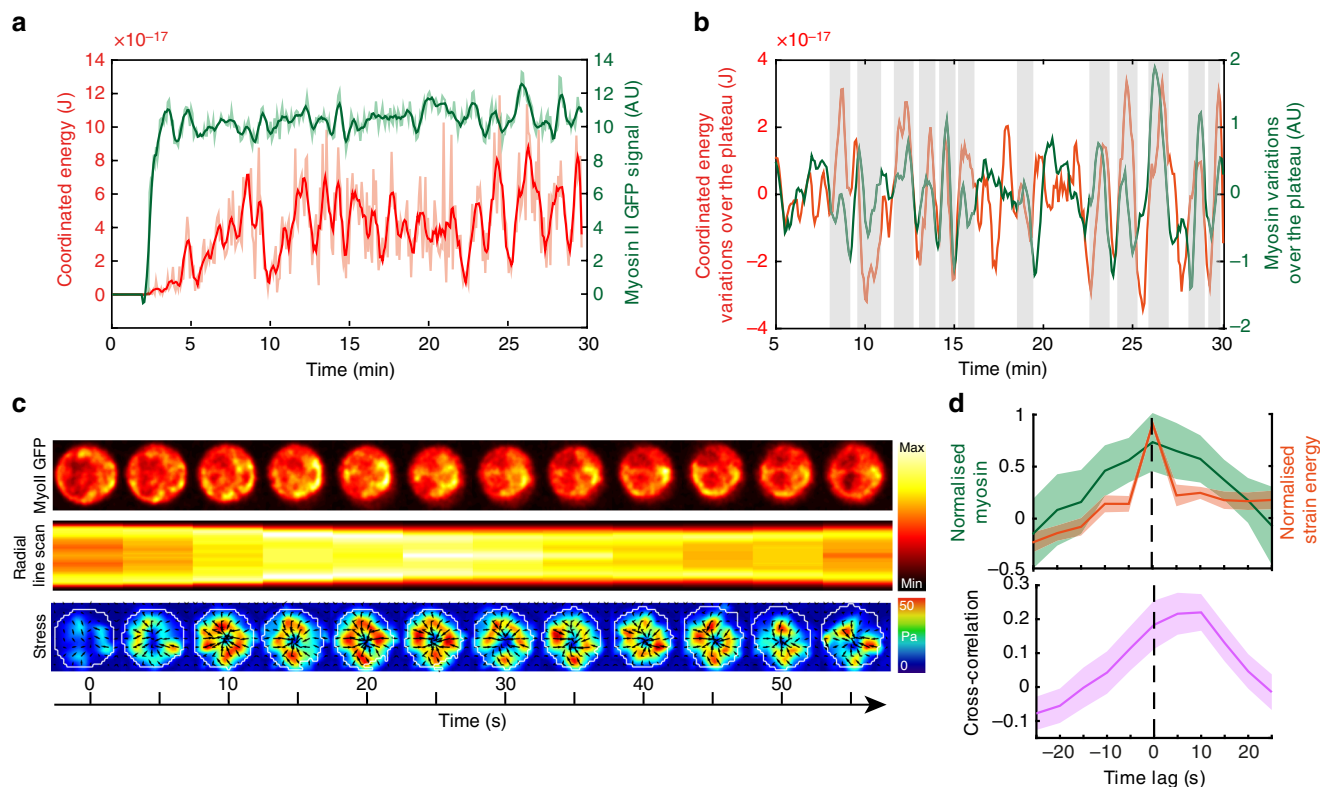 a
×10⁻¹⁷
Coordinated energy (J)
14
12
10
8
6
4
2
0
14
12
10
8
6
4
2
0
Myosin II GFP signal (AU)
0 5 10 15 20 25 30
Time (min)
b
×10⁻¹⁷
Coordinated energy
variations over the plateau (J)
4
2
0
−2
−4
2
1
0
−1
−2
Myosin variations
over the plateau (AU)
5 10 15 20 25 30
Time (min)
c
MyoII GFP
Radial
line scan
Stress
Max
Min
50
Pa
0
0 10 20 30 40 50
Time (s)
d
Normalised
myosin
1
0.5
0
−0.5
Normalised
strain energy
Cross-correlation
0.3
0.2
0.1
0
−0.1
−20 −10 0 10 20
Time lag (s)